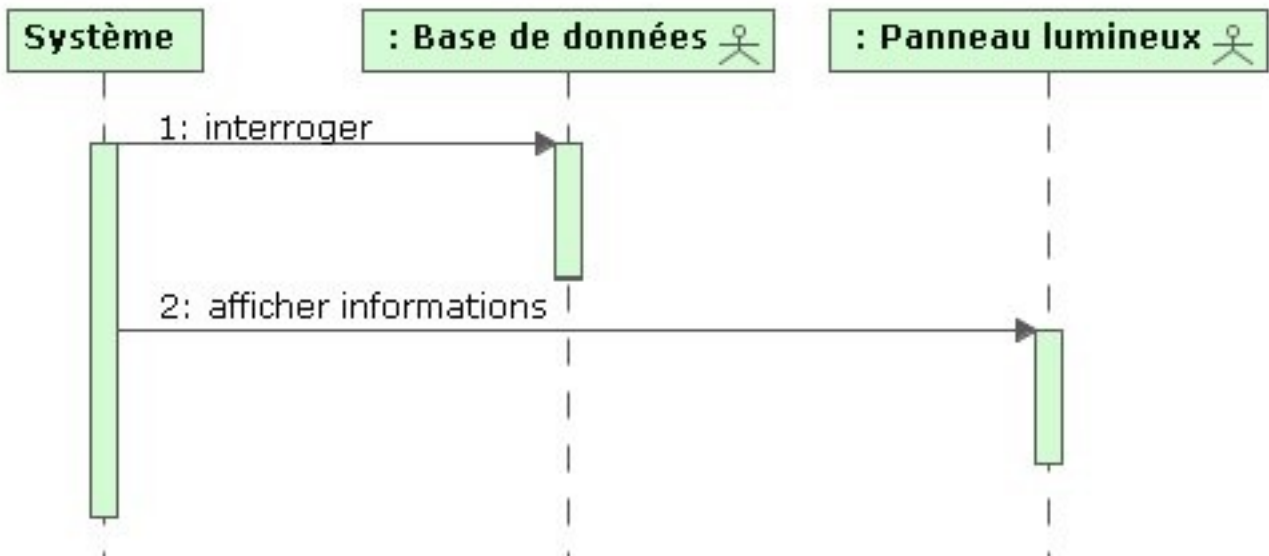 Système
: Base de données
: Panneau lumineux
1: interroger
2: afficher informations